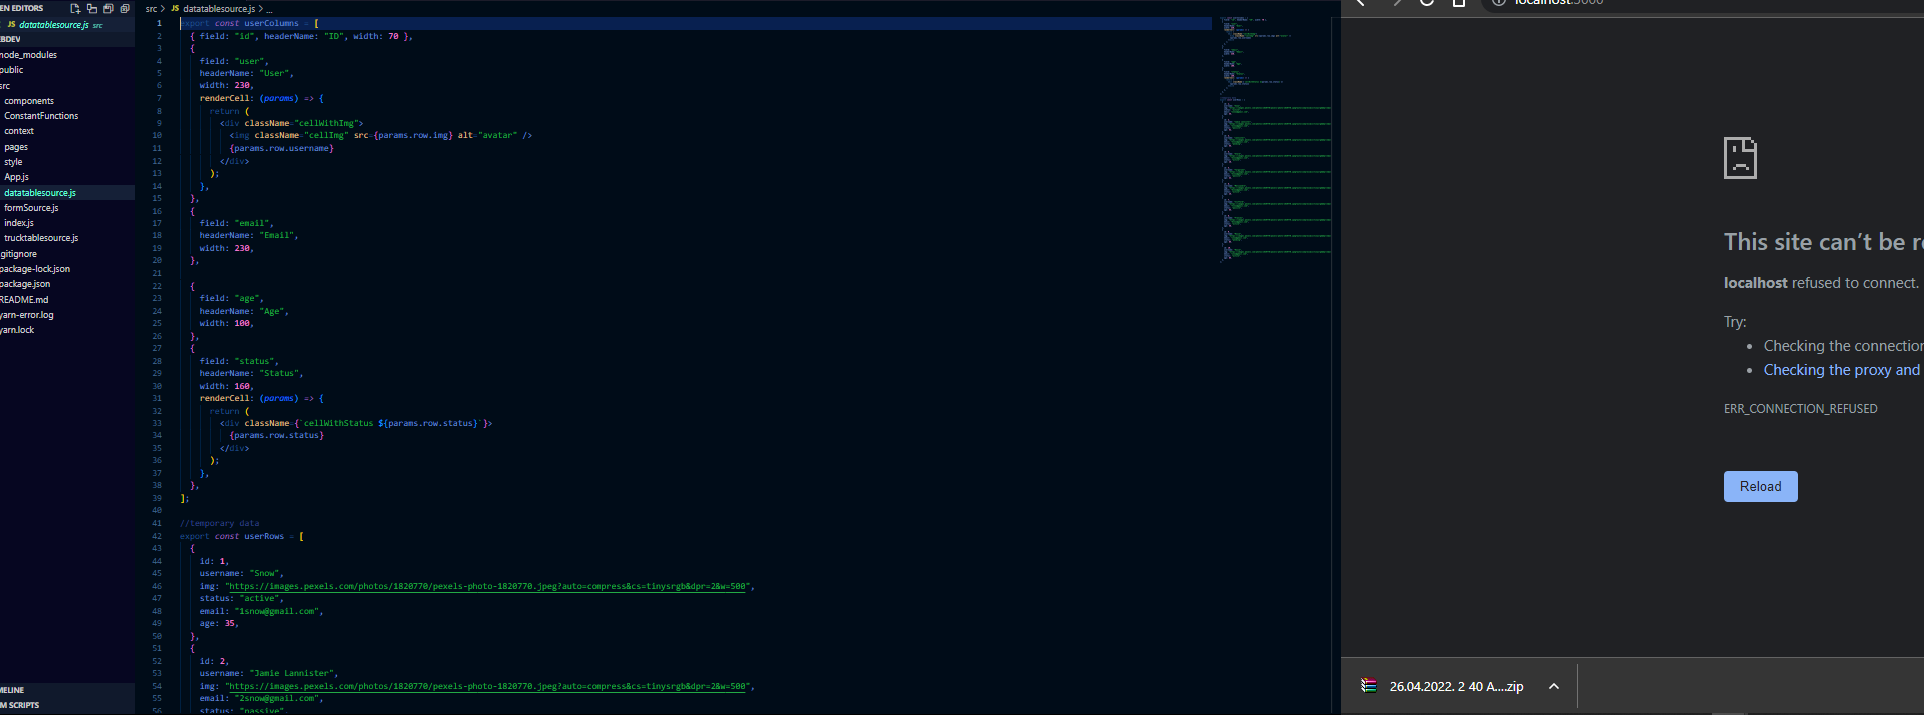 EN EDITORS
JS datatablesource.js src
EBDEV
node_modules
public
src
components
ConstantFunctions
context
pages
style
App.js
datatablesource.js
formSource.js
index.js
trucktablesource.js
.gitignore
package-lock.json
package.json
README.md
yarn-error.log
yarn.lock
MELINE
M SCRIPTS
src > JS datatablesource.js > ...
1 export const userColumns = [
2 { field: "id", headerName: "ID", width: 70 },
3 {
4 field: "user",
5 headerName: "User",
6 width: 230,
7 renderCell: (params) => {
8 return (
9 <div className="cellWithImg">
10 <img className="cellImg" src={params.row.img} alt="avatar" />
11 {params.row.username}
12 </div>
13 );
14 },
15 },
16 {
17 field: "email",
18 headerName: "Email",
19 width: 230,
20 },
21
22 {
23 field: "age",
24 headerName: "Age",
25 width: 100,
26 },
27 {
28 field: "status",
29 headerName: "Status",
30 width: 160,
31 renderCell: (params) => {
32 return (
33 <div className={`cellWithStatus ${params.row.status}`}>
34 {params.row.status}
35 </div>
36 );
37 },
38 },
39 ];
40
41 //temporary data
42 export const userRows = [
43 {
44 id: 1,
45 username: "Snow",
46 img: "https://images.pexels.com/photos/1820770/pexels-photo-1820770.jpeg?auto=compress&cs=tinysrgb&dpr=2&w=500",
47 status: "active",
48 email: "1snow@gmail.com",
49 age: 35,
50 },
51 {
52 id: 2,
53 username: "Jamie Lannister",
54 img: "https://images.pexels.com/photos/1820770/pexels-photo-1820770.jpeg?auto=compress&cs=tinysrgb&dpr=2&w=500",
55 email: "2snow@gmail.com",
56 status: "passive",
localhost:5000
This site can't be r
localhost refused to connect.
Try:
• Checking the connection
• Checking the proxy and
ERR_CONNECTION_REFUSED
Reload
26.04.2022. 2 40 A....zip